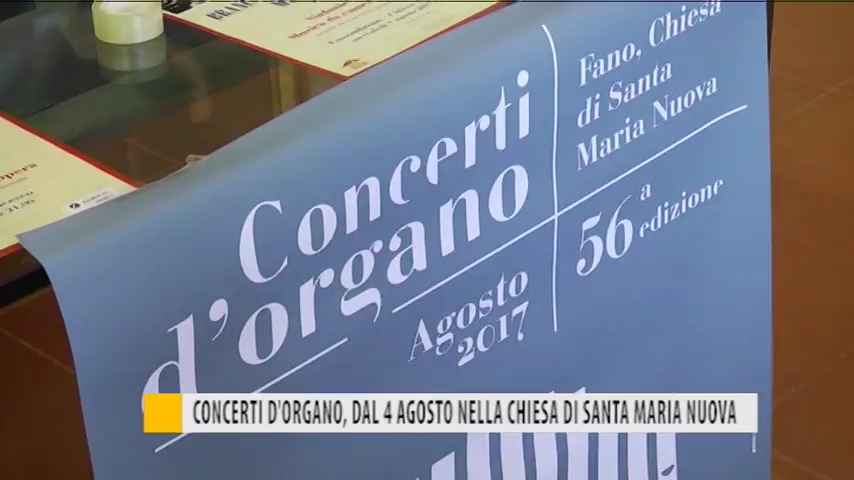 Concerti
d'organo
Agosto
2017
Fano, Chiesa
di Santa
Maria Nuova
56a
edizione
CONCERTI D'ORGANO, DAL 4 AGOSTO NELLA CHIESA DI SANTA MARIA NUOVA